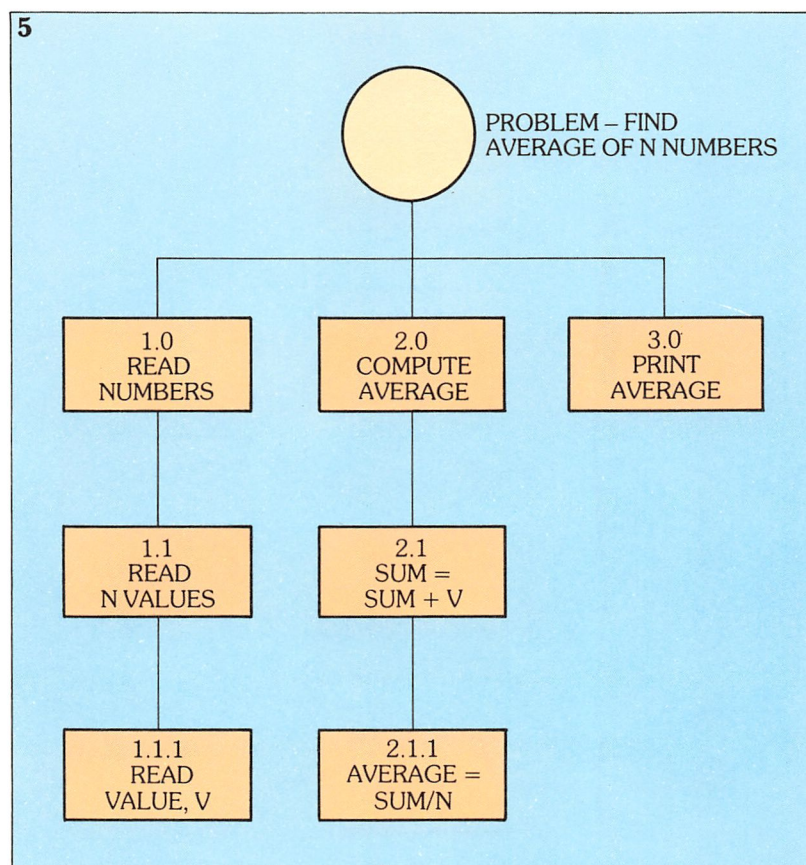 5
PROBLEM – FIND
AVERAGE OF N NUMBERS
1.0
READ
NUMBERS
2.0
COMPUTE
AVERAGE
3.0
PRINT
AVERAGE
1.1
READ
N VALUES
2.1
SUM =
SUM + V
1.1.1
READ
VALUE, V
2.1.1
AVERAGE =
SUM/N